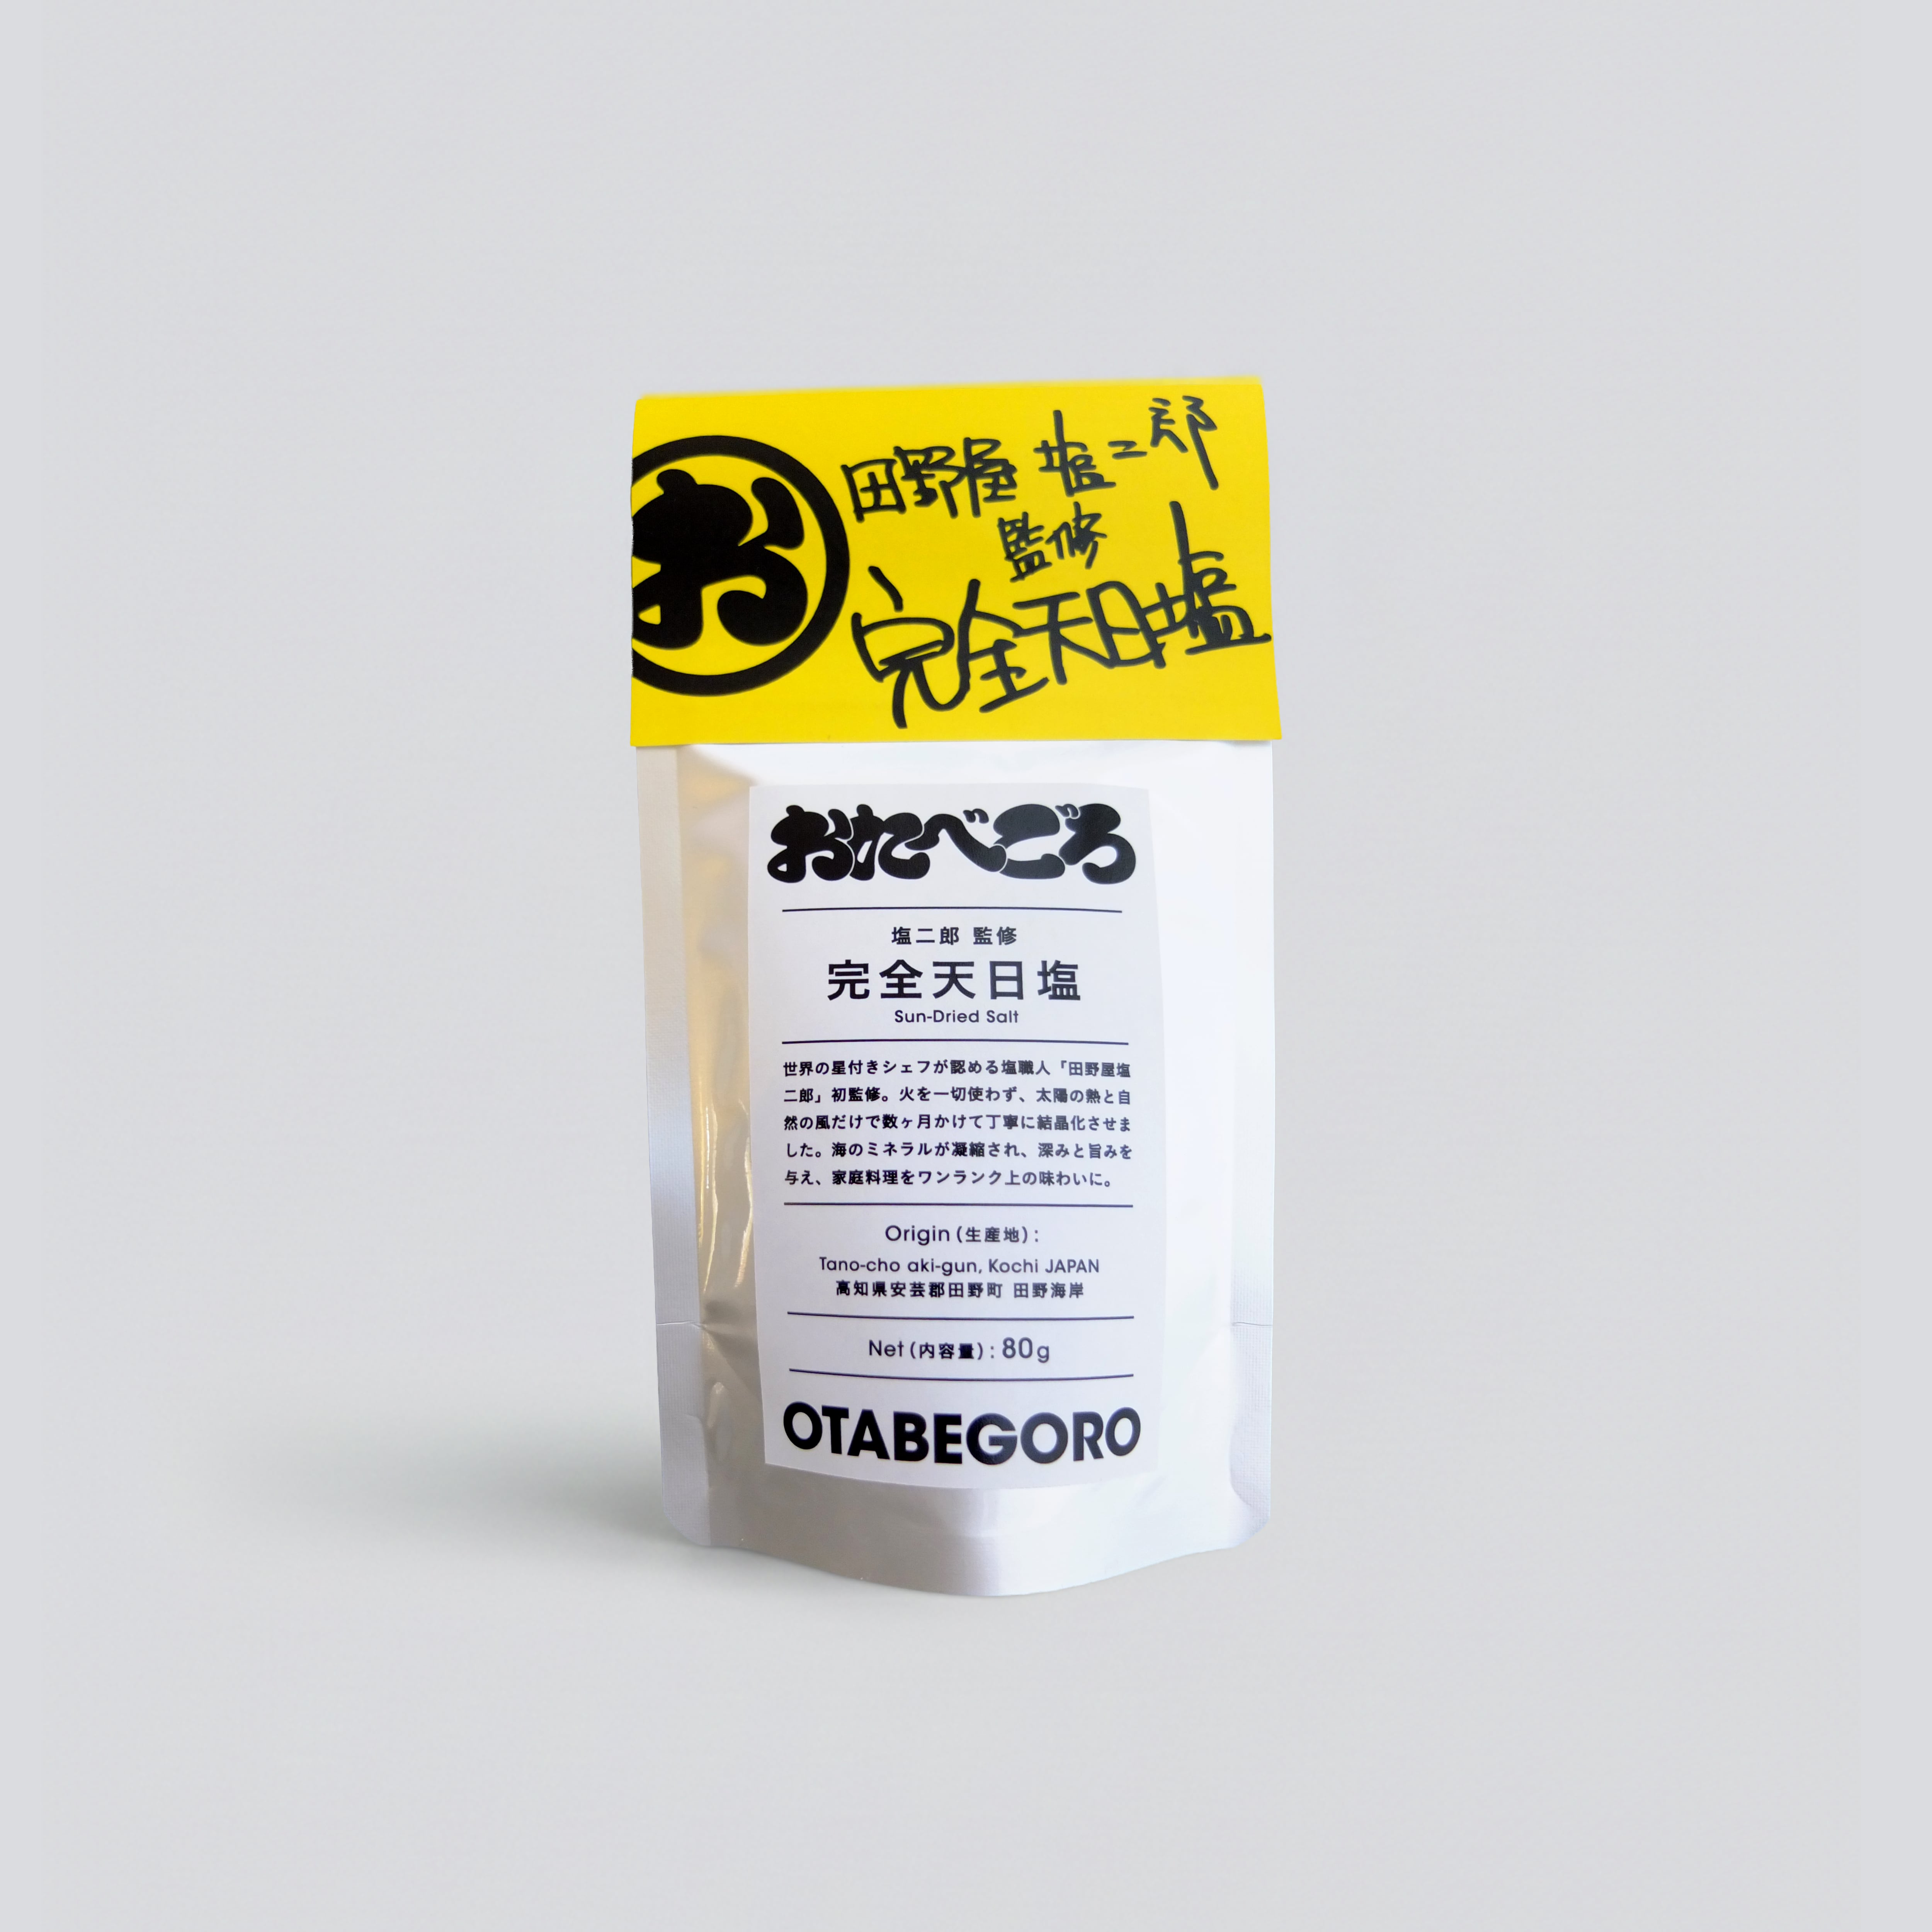 お
田野屋 塩二郎
監修
完全天日塩
おたべごろ
塩二郎 監修
完全天日塩
Sun-Dried Salt
世界の星付きシェフが認める塩職人「田野屋塩
二郎」初監修。火を一切使わず、太陽の熱と自
然の風だけで数ヶ月かけて丁寧に結晶化させま
した。海のミネラルが凝縮され、深みと旨みを
与え、家庭料理をワンランク上の味わいに。
Origin(生産地):
Tano-cho aki-gun, Kochi JAPAN
高知県安芸郡田野町 田野海岸
Net(内容量): 80g
OTABEGORO